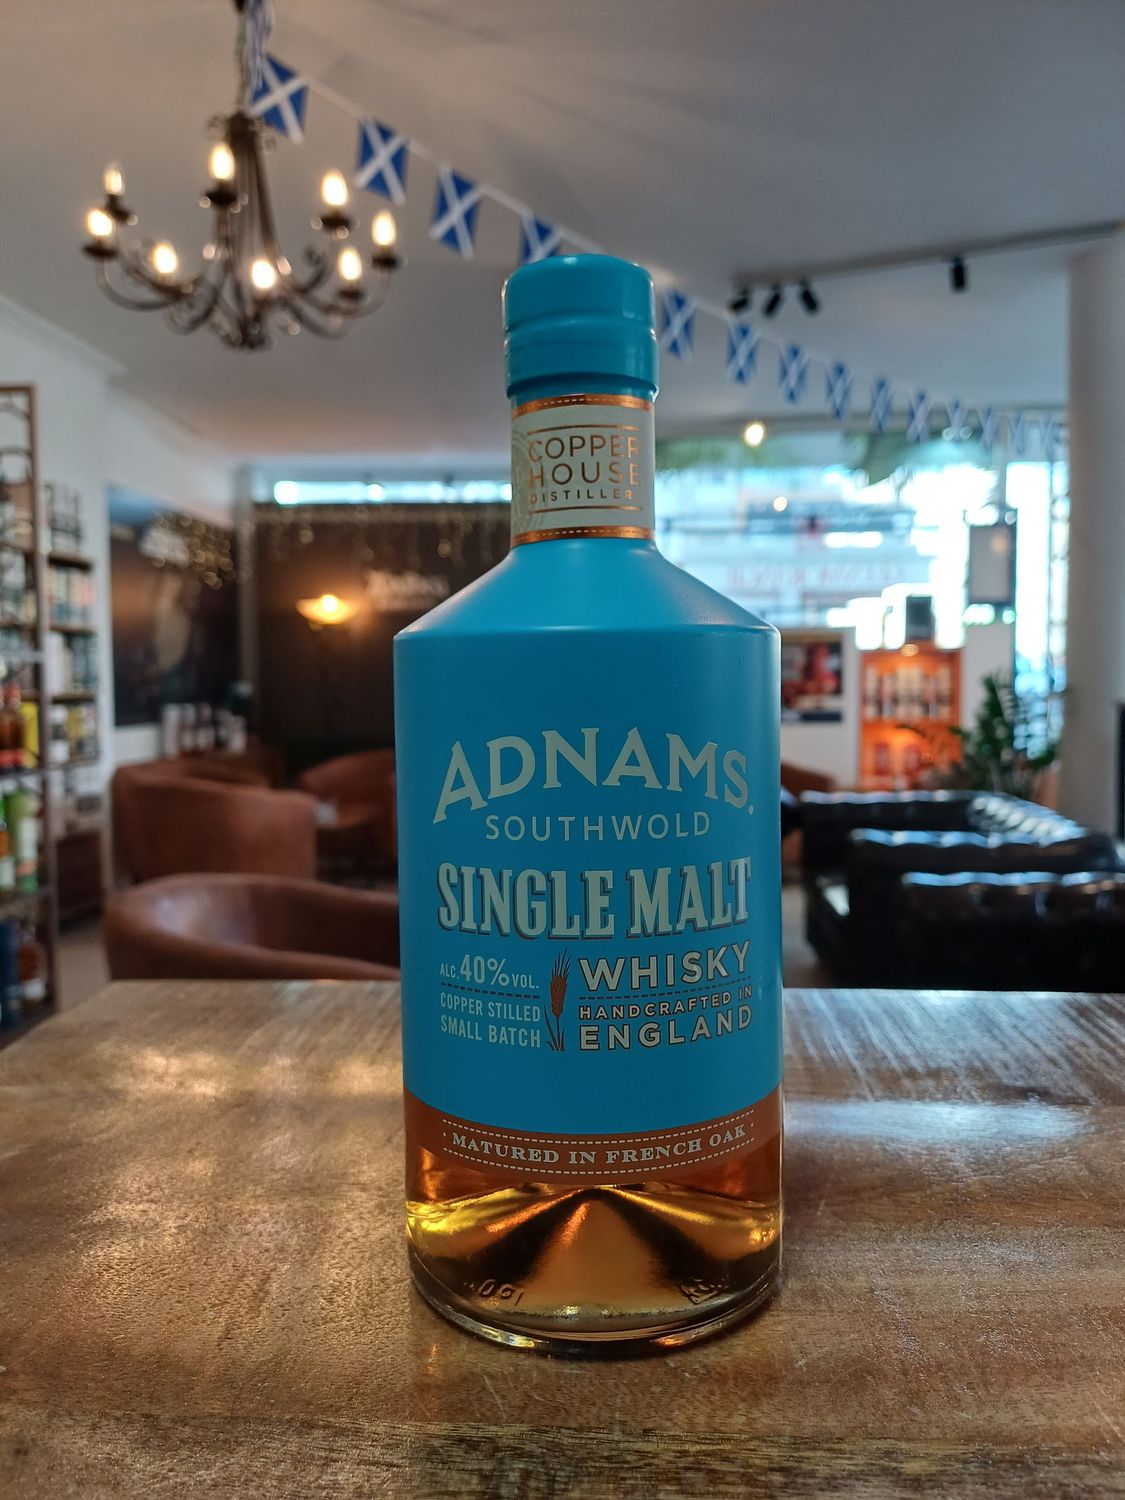 COPPER
HOUSE
DISTILLERY
ADNAMS.
SOUTHWOLD
SINGLE MALT
ALC. 40% VOL.
COPPER STILLED
SMALL BATCH
WHISKY
HANDCRAFTED IN
ENGLAND
· MATURED IN FRENCH OAK ·